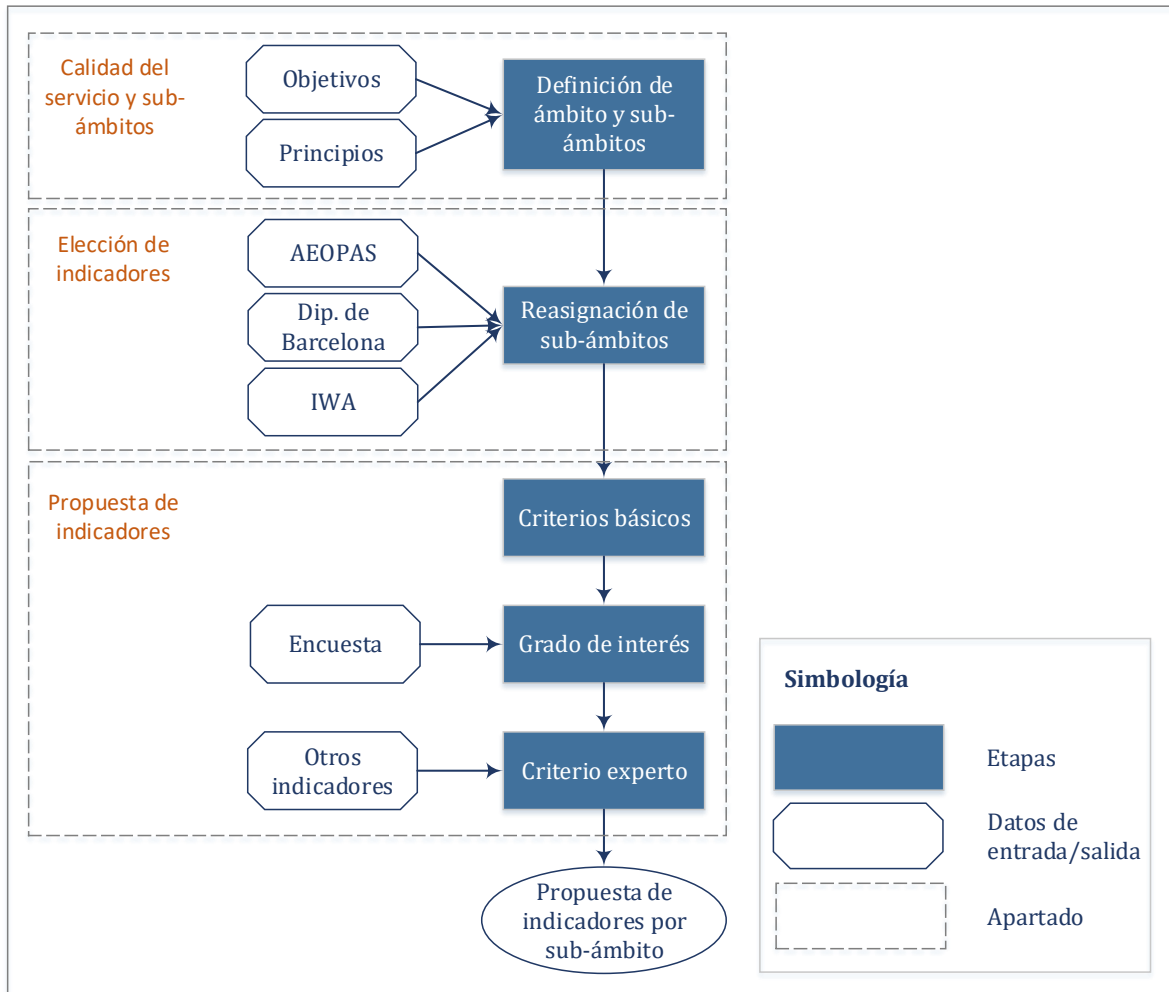 Calidad del
servicio y sub-
ámbitos
Objetivos
Principios
Definición de
ámbito y sub-
ámbitos
Elección de
indicadores
AEOPAS
Dip. de
Barcelona
IWA
Reasignación de
sub-ámbitos
Propuesta de
indicadores
Criterios básicos
Encuesta
Grado de interés
Otros
indicadores
Criterio experto
Propuesta de
indicadores por
sub-ámbito
Simbología
Etapas
Datos de
entrada/salida
Apartado